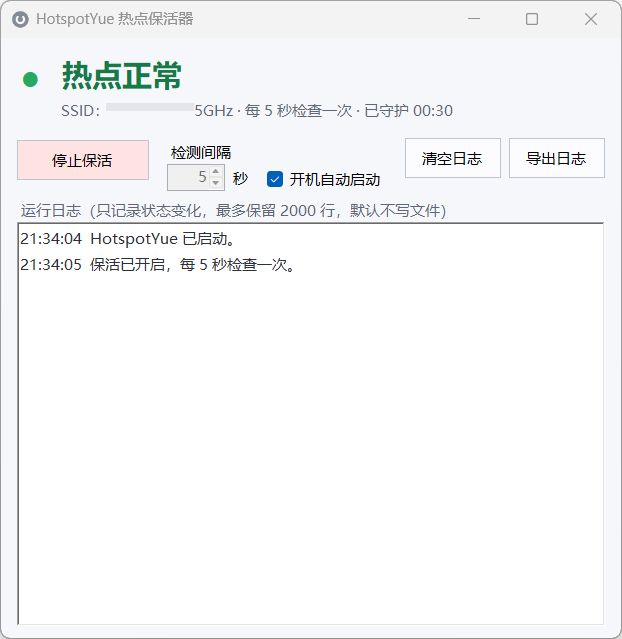 HotspotYue 热点保活器
热点正常
SSID: 5GHz · 每 5 秒检查一次 · 已守护 00:30
停止保活
检测间隔
5 秒
开机自动启动
清空日志
导出日志
运行日志（只记录状态变化，最多保留 2000 行，默认不写文件）
21:34:04 HotspotYue 已启动。
21:34:05 保活已开启，每 5 秒检查一次。